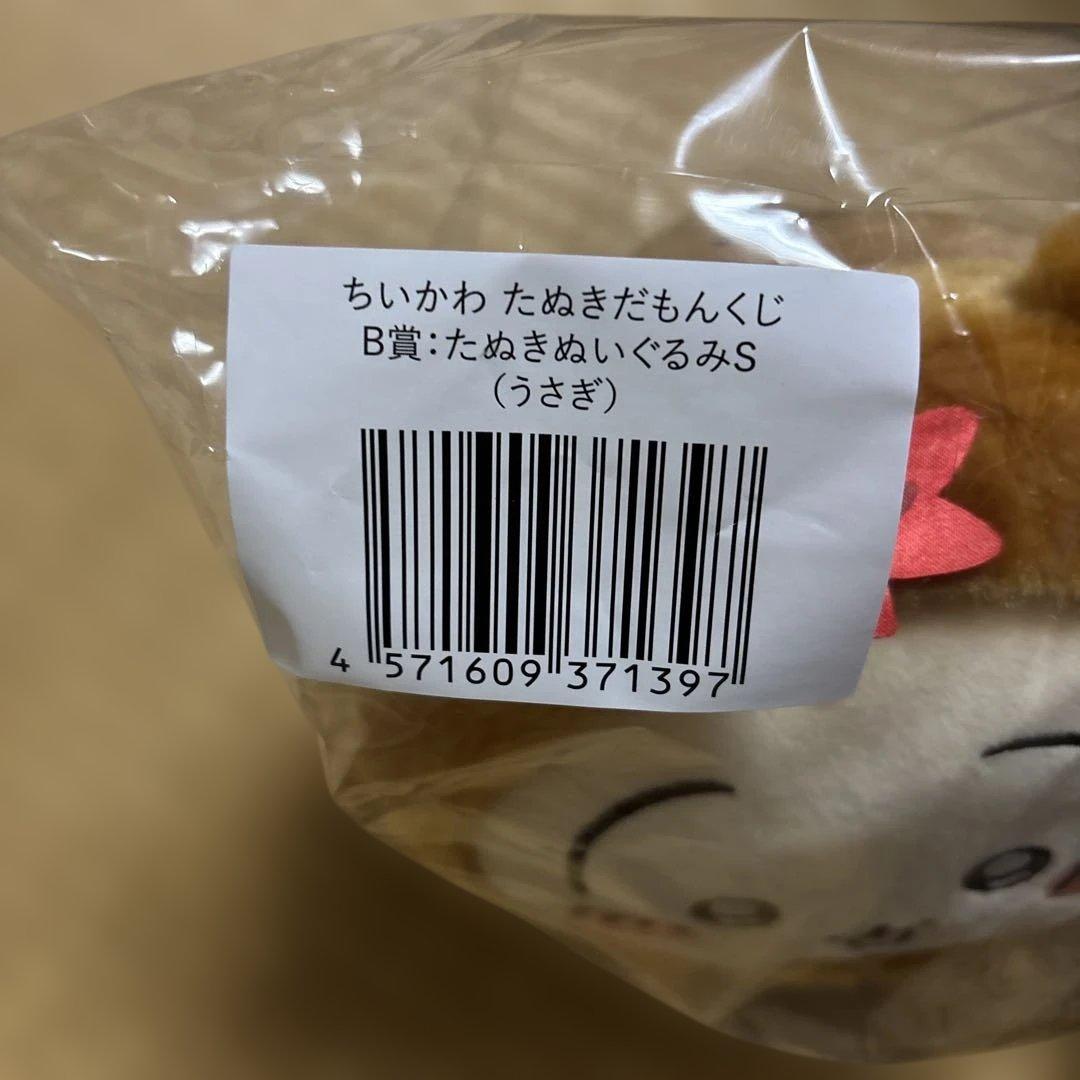 ちいかわ たぬきだもんくじ
B賞:たぬきぬいぐるみS
(うさぎ)
4 571609 371397